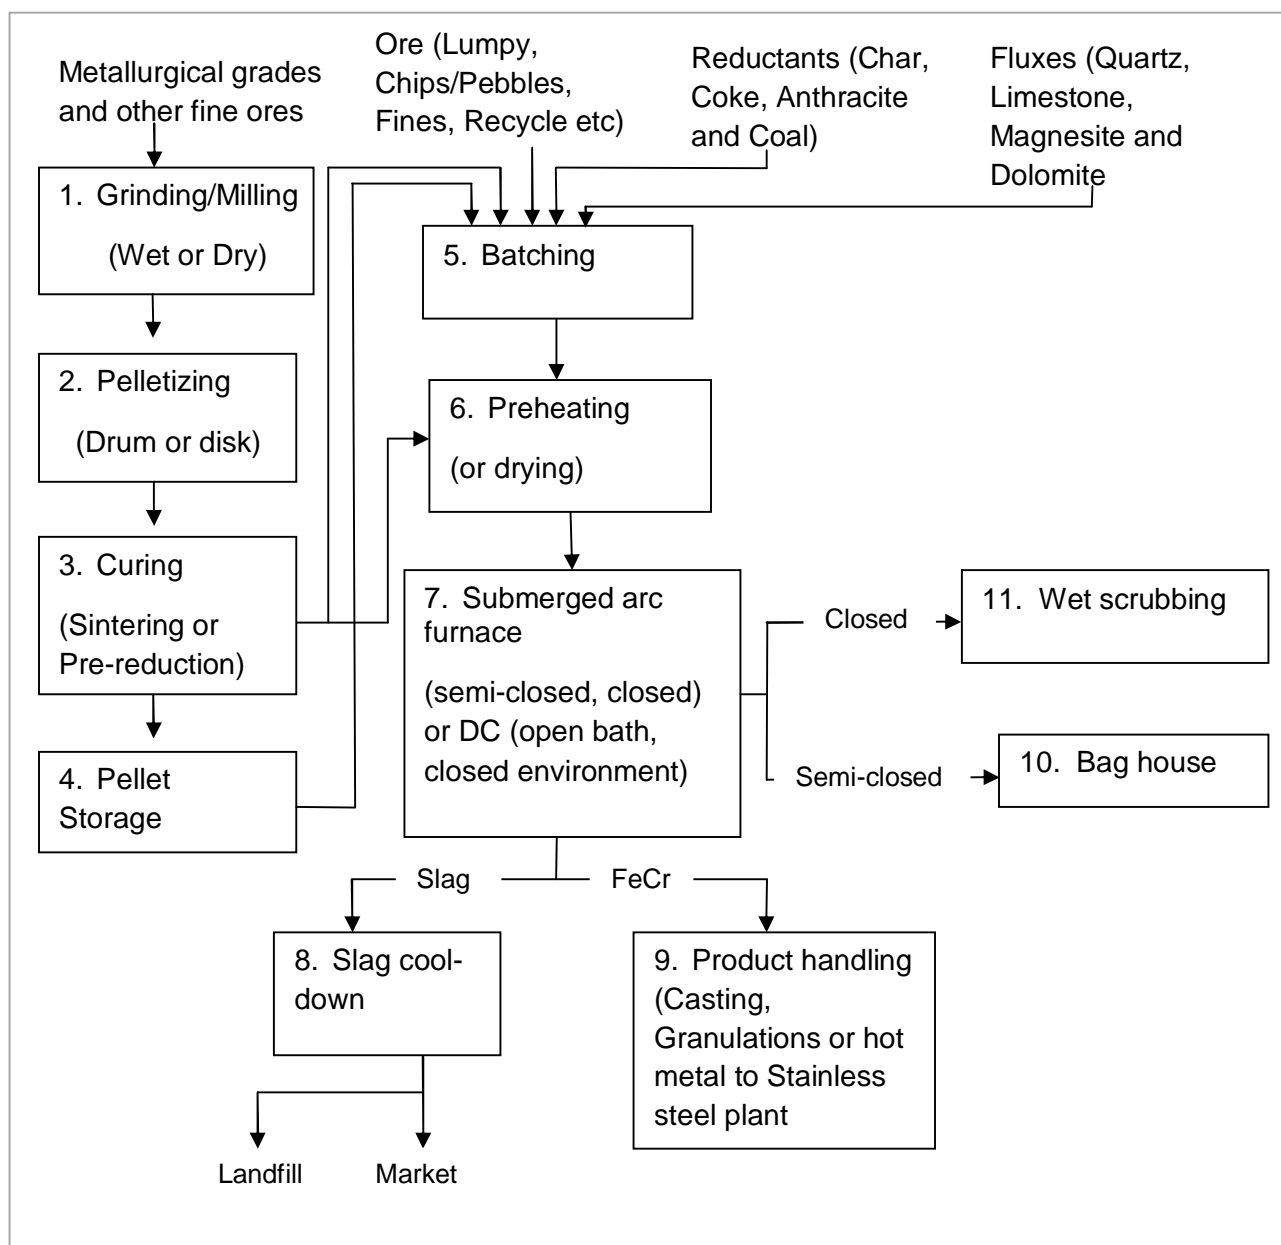 Metallurgical grades
and other fine ores
Ore (Lumpy,
Chips/Pebbles,
Fines, Recycle etc)
Reductants (Char,
Coke, Anthracite
and Coal)
Fluxes (Quartz,
Limestone,
Magnesite and
Dolomite
1. Grinding/Milling
(Wet or Dry)
5. Batching
2. Pelletizing
(Drum or disk)
6. Preheating
(or drying)
3. Curing
(Sintering or
Pre-reduction)
7. Submerged arc
furnace
(semi-closed, closed)
or DC (open bath,
closed environment)
Closed
11. Wet scrubbing
Semi-closed
10. Bag house
4. Pellet
Storage
Slag
FeCr
8. Slag cool-
down
9. Product handling
(Casting,
Granulations or hot
metal to Stainless
steel plant
Landfill
Market